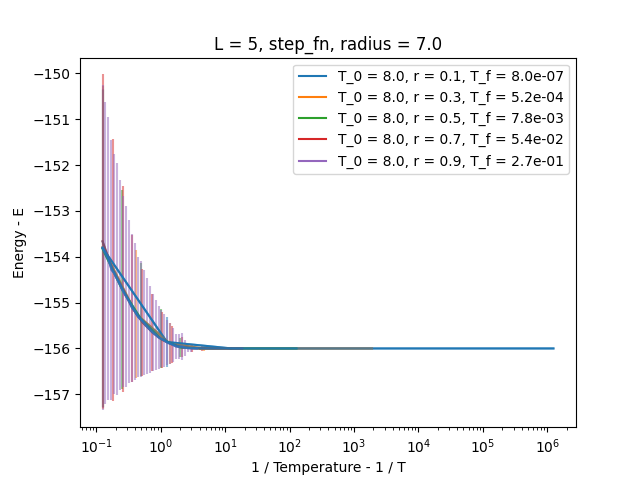 L = 5, step_fn, radius = 7.0
−150
−151
−152
−153
−154
−155
−156
−157
Energy - E
T_0 = 8.0, r = 0.1, T_f = 8.0e-07
T_0 = 8.0, r = 0.3, T_f = 5.2e-04
T_0 = 8.0, r = 0.5, T_f = 7.8e-03
T_0 = 8.0, r = 0.7, T_f = 5.4e-02
T_0 = 8.0, r = 0.9, T_f = 2.7e-01
10⁻¹ 10⁰ 10¹ 10² 10³ 10⁴ 10⁵ 10⁶
1 / Temperature - 1 / T